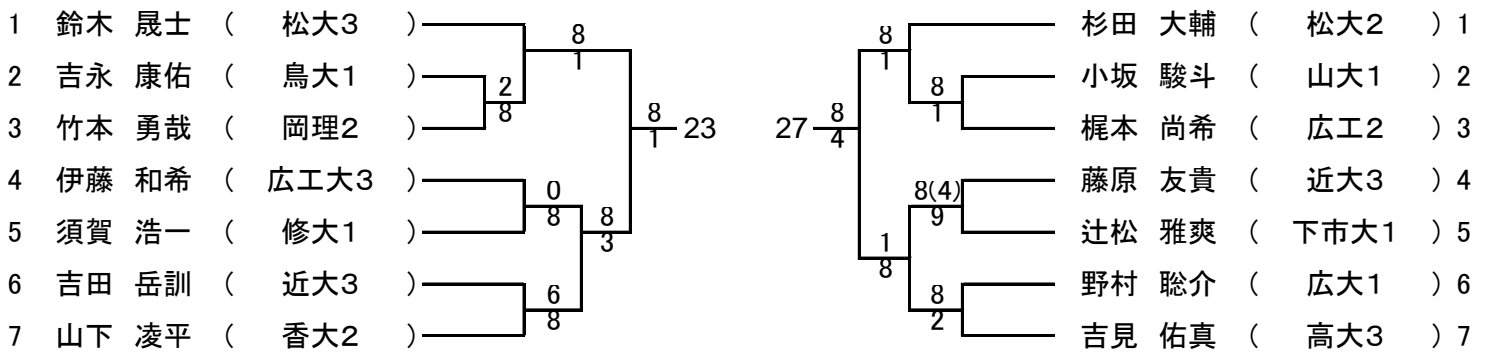 1 鈴木 晟士 ( 松大3 )
2 吉永 康佑 ( 鳥大1 )
3 竹本 勇哉 ( 岡理2 )
4 伊藤 和希 ( 広工大3 )
5 須賀 浩一 ( 修大1 )
6 吉田 岳訓 ( 近大3 )
7 山下 凌平 ( 香大2 )
8
1
2
8
0
8
6
8
8
3
8
1
23
27
8
4
8
1
8
1
8(4)
9
1
8
8
2
杉田 大輔 ( 松大2 ) 1
小坂 駿斗 ( 山大1 ) 2
梶本 尚希 ( 広工2 ) 3
藤原 友貴 ( 近大3 ) 4
辻松 雅爽 ( 下市大1 ) 5
野村 聡介 ( 広大1 ) 6
吉見 佑真 ( 高大3 ) 7